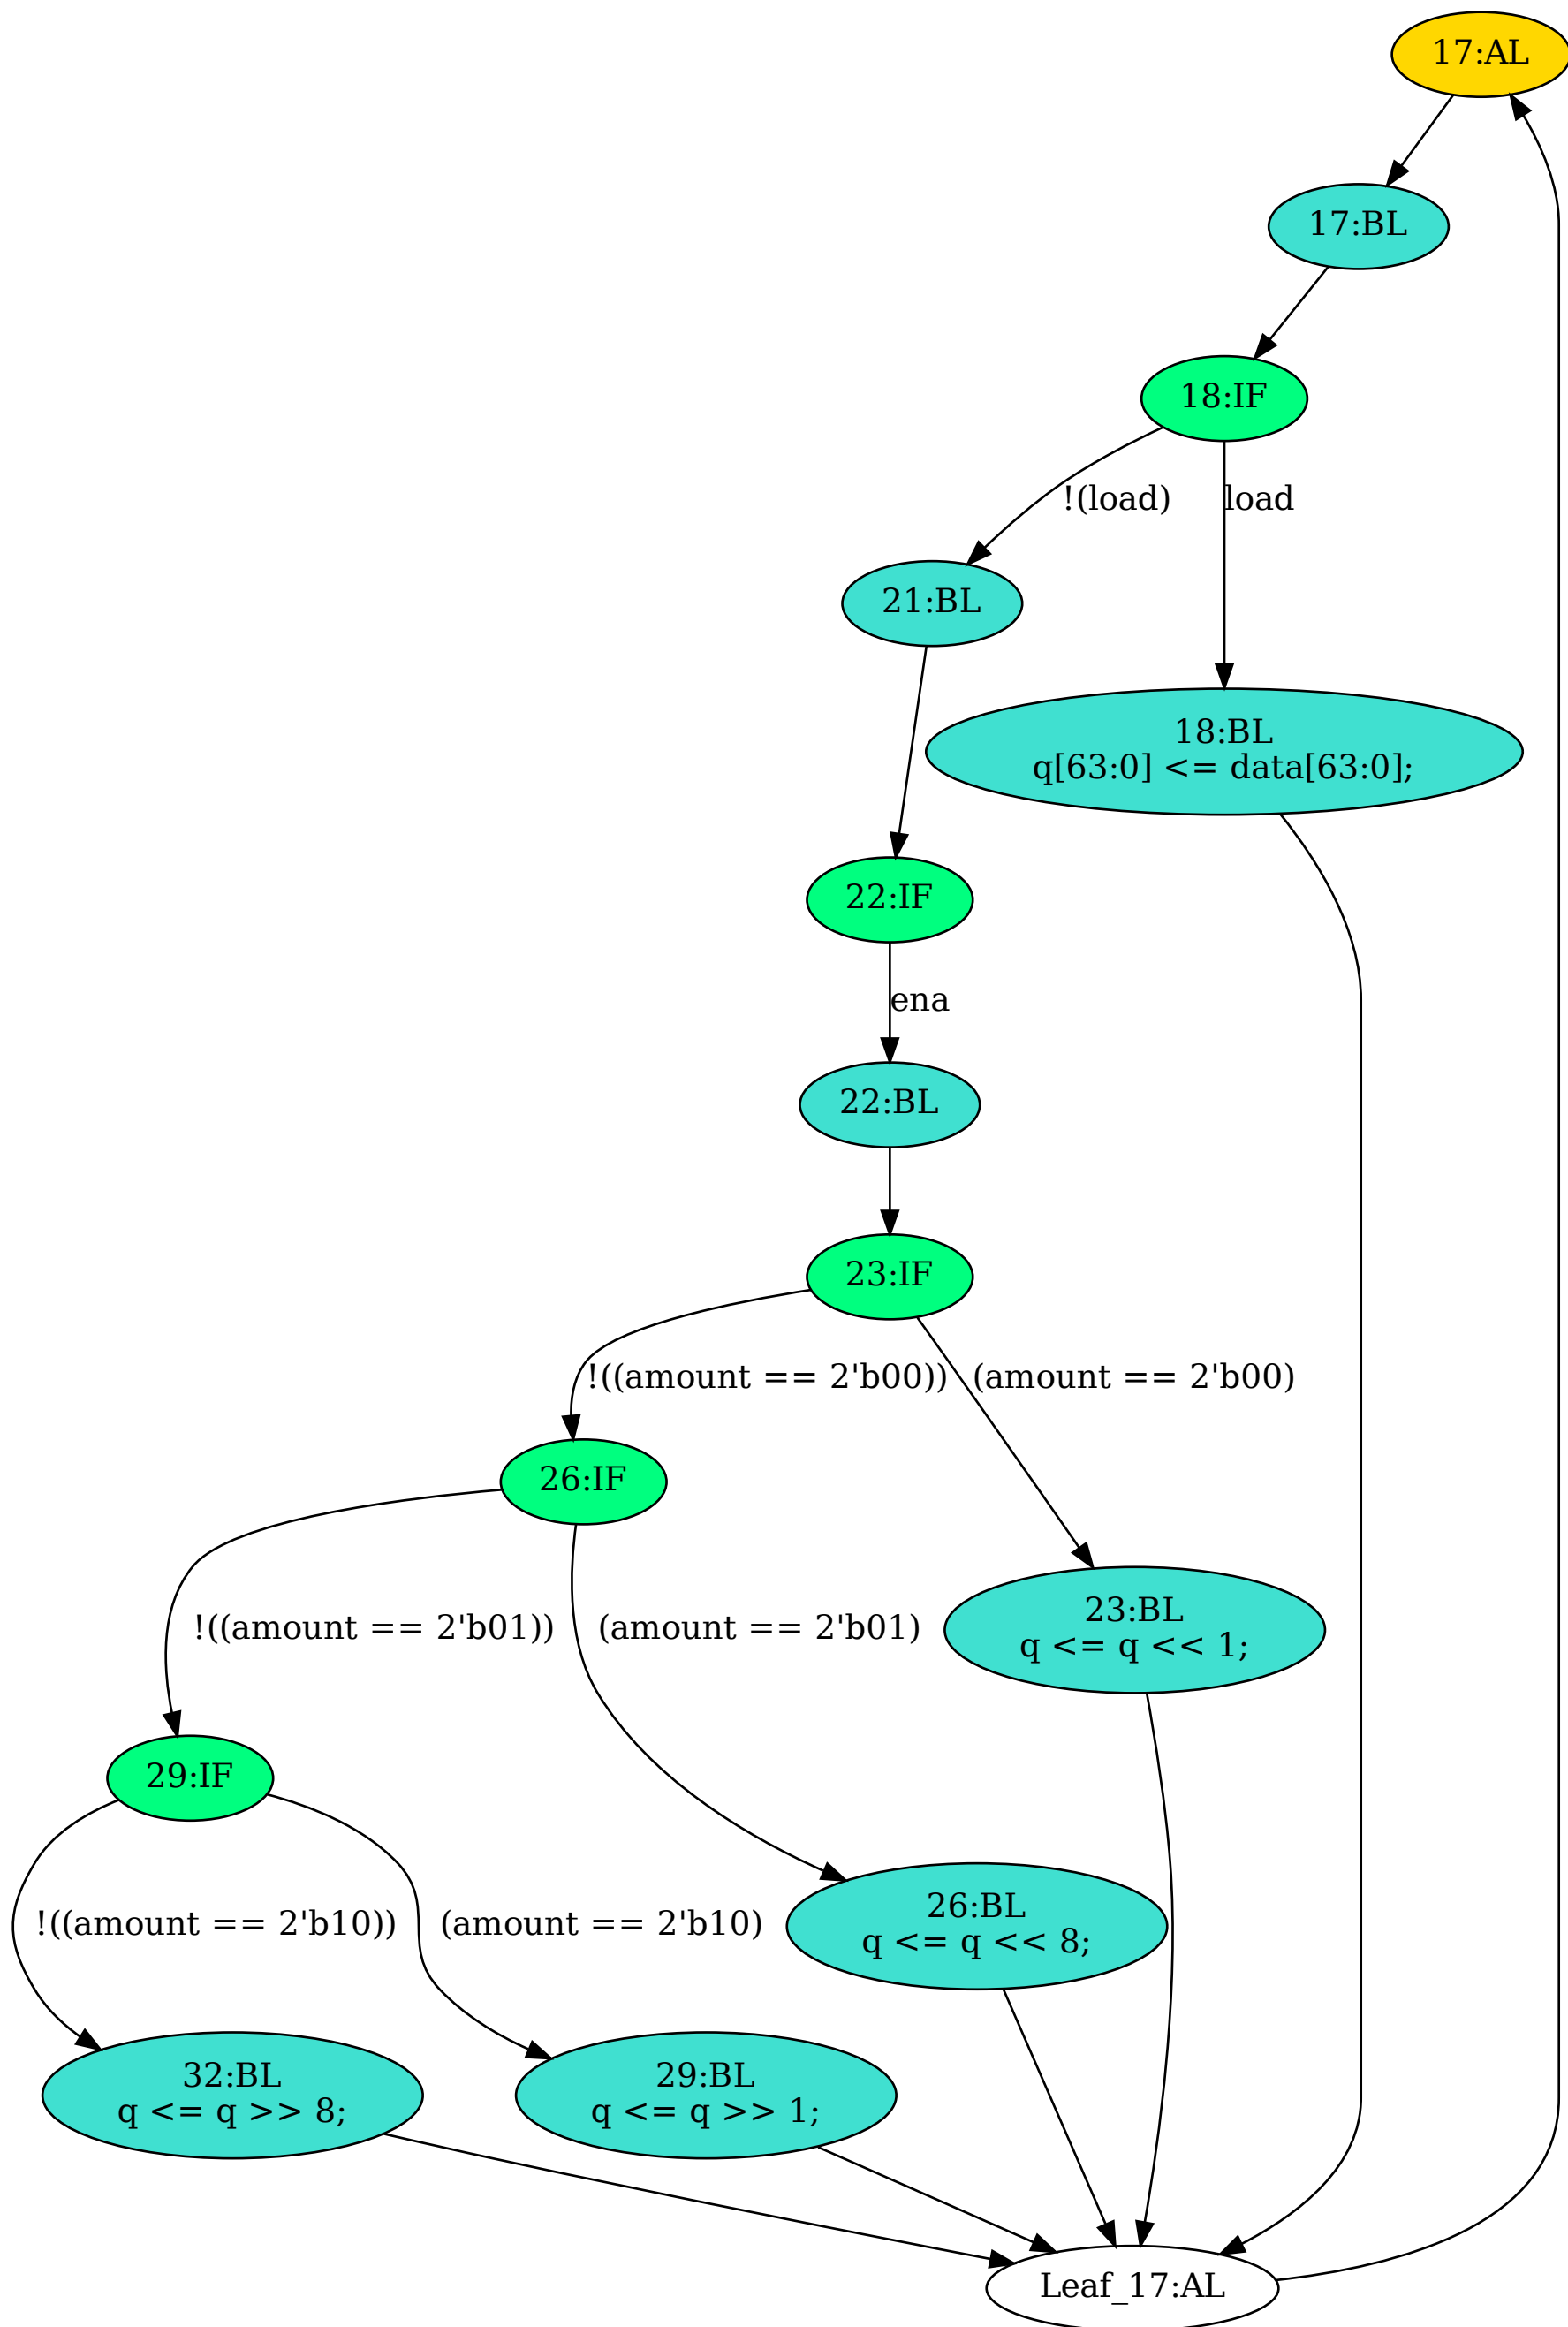 17:AL
17:BL
18:IF
!(load)
load
21:BL
18:BL
q[63:0] <= data[63:0];
22:IF
ena
22:BL
23:IF
!((amount == 2'b00))
(amount == 2'b00)
26:IF
!((amount == 2'b01))
(amount == 2'b01)
23:BL
q <= q << 1;
29:IF
!((amount == 2'b10))
(amount == 2'b10)
26:BL
q <= q << 8;
32:BL
q <= q >> 8;
29:BL
q <= q >> 1;
Leaf_17:AL